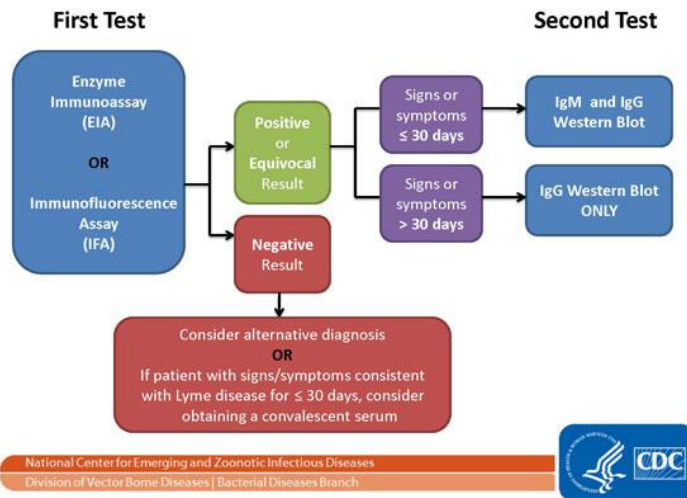 First Test
Second Test
Enzyme
Immunoassay
(EIA)
OR
Immunofluorescence
Assay
(IFA)
Positive
or
Equivocal
Result
Negative
Result
Signs or
symptoms
≤ 30 days
Signs or
symptoms
> 30 days
IgM and IgG
Western Blot
IgG Western Blot
ONLY
Consider alternative diagnosis
OR
If patient with signs/symptoms consistent
with Lyme disease for ≤ 30 days, consider
obtaining a convalescent serum
National Center for Emerging and Zoonotic Infectious Diseases
Division of Vector Borne Diseases | Bacterial Diseases Branch
CDC